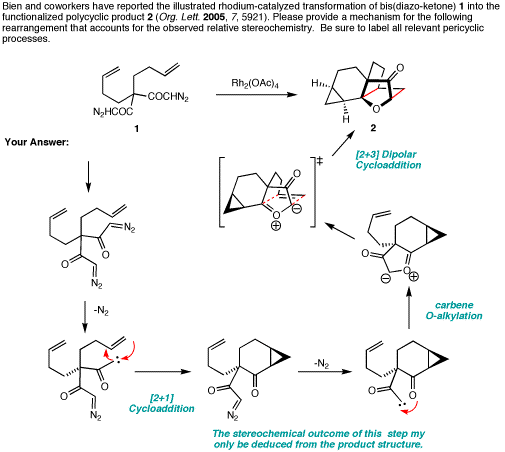 Bien and coworkers have reported the illustrated rhodium-catalyzed transformation of bis(diazo-ketone) 1 into the
functionalized polycyclic product 2 (Org. Lett. 2005, 7, 5921). Please provide a mechanism for the following
rearrangement that accounts for the observed relative stereochemistry. Be sure to label all relevant pericyclic
processes.
N₂HCOC
COCHN₂
1
Rh₂(OAc)₄
H
H
O
O
2
Your Answer:
[2+3] Dipolar
Cycloaddition
‡
O
O
⊖
⊕
N₂
O
O
N₂
O
O
⊖
⊕
-N₂
carbene
O-alkylation
O
O
N₂
[2+1]
Cycloaddition
O
O
N₂
-N₂
O
O
The stereochemical outcome of this step my
only be deduced from the product structure.